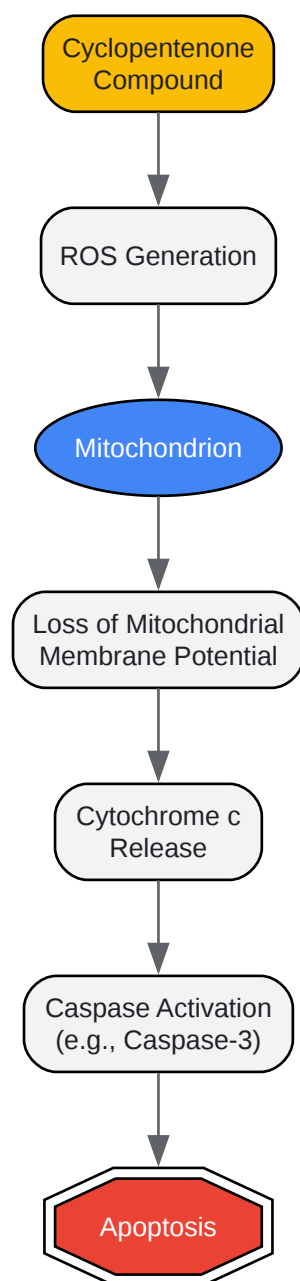 Cyclopentenone
Compound
ROS Generation
Mitochondrion
Loss of Mitochondrial
Membrane Potential
Cytochrome c
Release
Caspase Activation
(e.g., Caspase-3)
Apoptosis